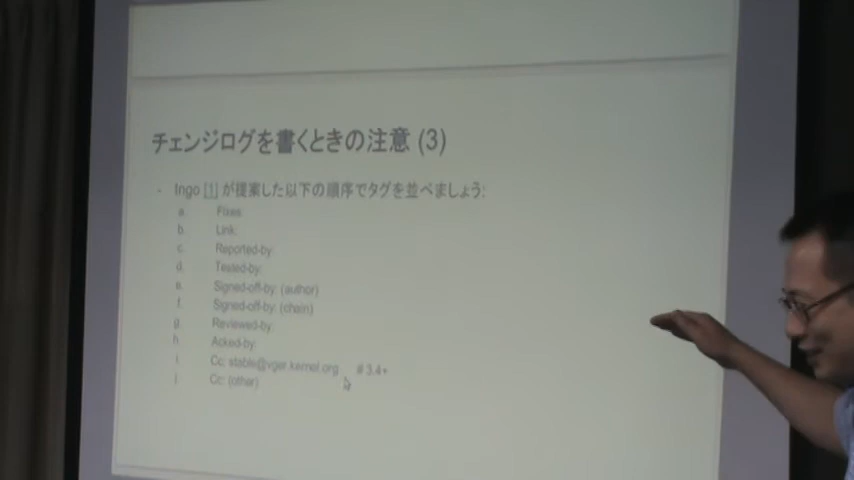 チェンジログを書くときの注意 (3)
- Ingo [1] が提案した以下の順序でタグを並べましょう:
a. Fixes:
b. Link:
c. Reported-by:
d. Tested-by:
e. Signed-off-by: (author)
f. Signed-off-by: (chain)
g. Reviewed-by:
h. Acked-by:
i. Cc: stable@vger.kernel.org # 3.4+
j. Cc: (other)